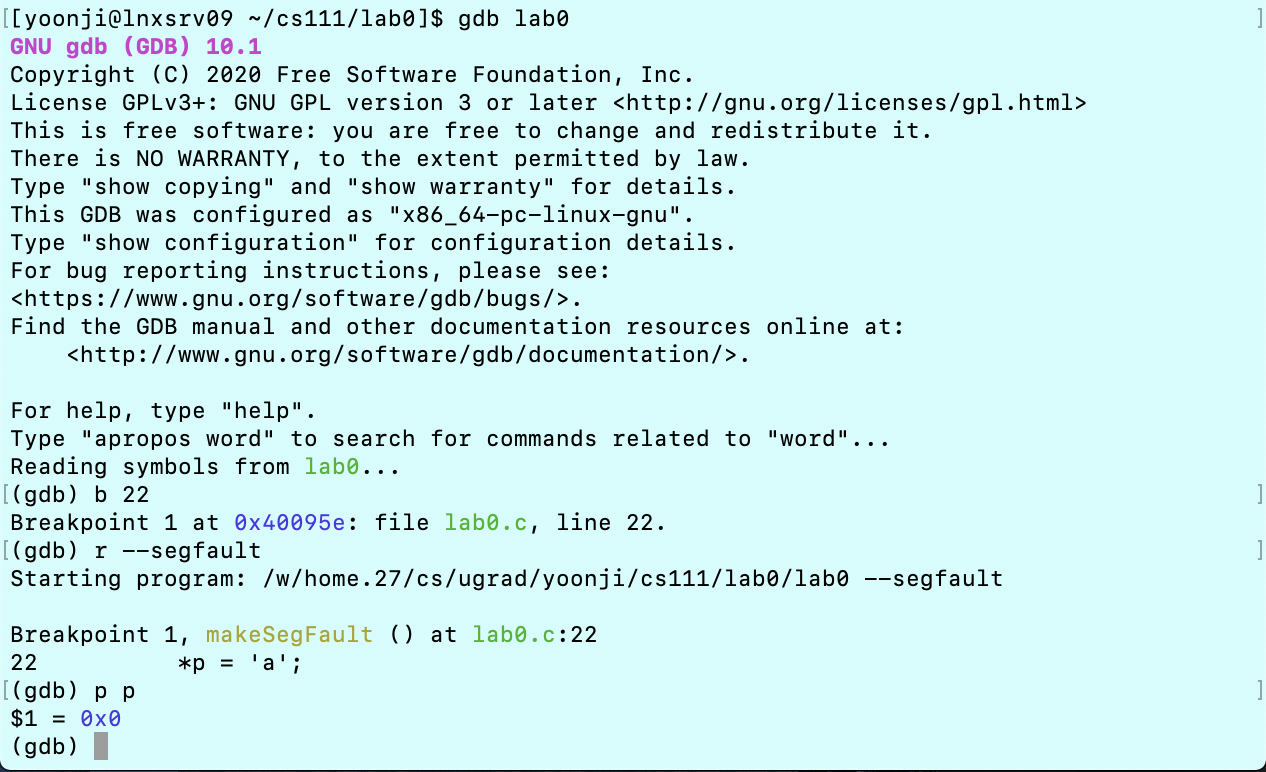 [[yoonji@lnxsrv09 ~/cs111/lab0]$ gdb lab0 ]
GNU gdb (GDB) 10.1
Copyright (C) 2020 Free Software Foundation, Inc.
License GPLv3+: GNU GPL version 3 or later <http://gnu.org/licenses/gpl.html>
This is free software: you are free to change and redistribute it.
There is NO WARRANTY, to the extent permitted by law.
Type "show copying" and "show warranty" for details.
This GDB was configured as "x86_64-pc-linux-gnu".
Type "show configuration" for configuration details.
For bug reporting instructions, please see:
<https://www.gnu.org/software/gdb/bugs/>.
Find the GDB manual and other documentation resources online at:
    <http://www.gnu.org/software/gdb/documentation/>.

For help, type "help".
Type "apropos word" to search for commands related to "word"...
Reading symbols from lab0...
[(gdb) b 22 ]
Breakpoint 1 at 0x40095e: file lab0.c, line 22.
[(gdb) r --segfault ]
Starting program: /w/home.27/cs/ugrad/yoonji/cs111/lab0/lab0 --segfault

Breakpoint 1, makeSegFault () at lab0.c:22
22          *p = 'a';
[(gdb) p p ]
$1 = 0x0
(gdb)